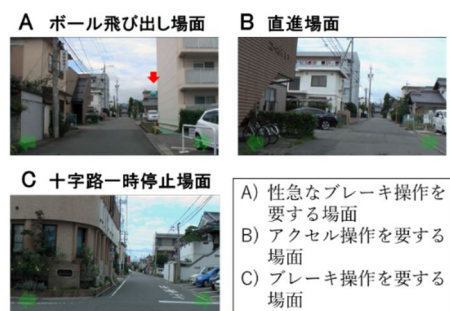 A ボール飛び出し場面
B 直進場面
C 十字路一時停止場面
A) 性急なブレーキ操作を
要する場面
B) アクセル操作を要する
場面
C) ブレーキ操作を要する
場面